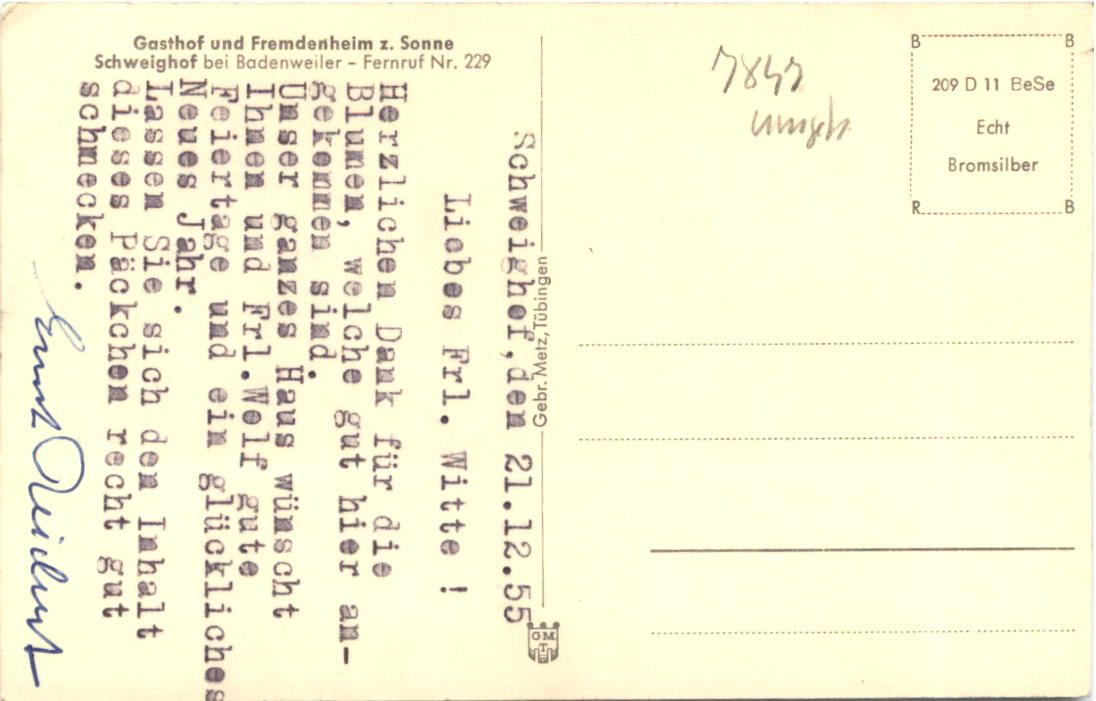 Gasthof und Fremdenheim z. Sonne
Schweighof bei Badenweiler - Fernruf Nr. 229
Schweighof, den 21.12.55
Liebes Frl. Witte !
Herzlichen Dank für die
Blumen, welche gut hier an-
gekommen sind.
Unser ganzes Haus wünscht
Ihnen und Frl. Wolf gute
Feiertage und ein glückliches
Neues Jahr.
Lassen Sie sich den Inhalt
dieses Päckchen recht gut
schmecken.
Gebr. Metz, Tübingen
GMT
7847
B B
209 D 11 BeSe
Echt
Bromsilber
R B